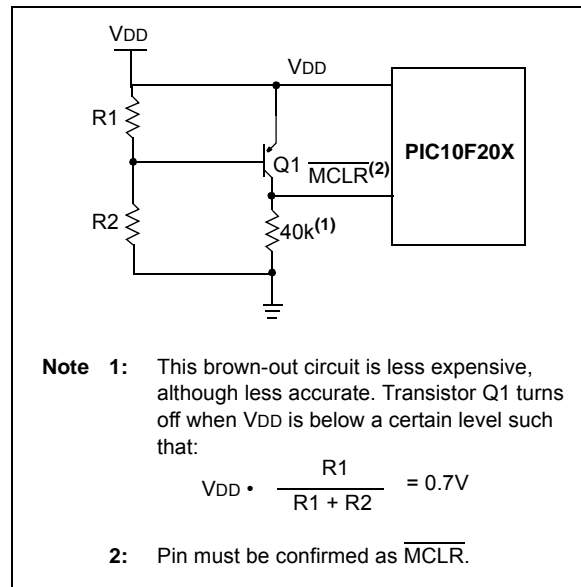 VDD
VDD
R1
PIC10F20X
Q1
MCLR(2)
R2
40k(1)
Note 1: This brown-out circuit is less expensive,
although less accurate. Transistor Q1 turns
off when VDD is below a certain level such
that:
VDD • R1 / R1 + R2 = 0.7V
2: Pin must be confirmed as MCLR.